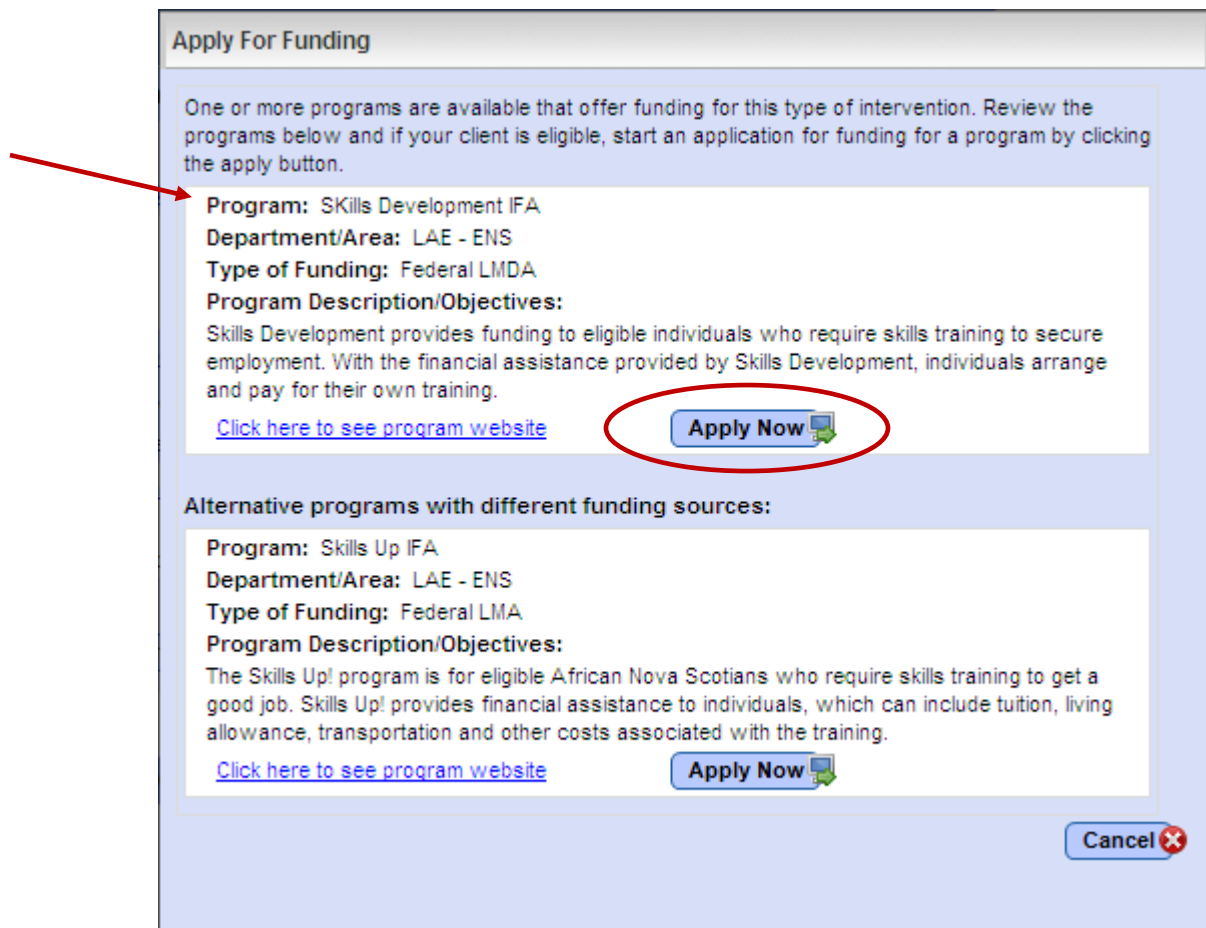 Apply For Funding
One or more programs are available that offer funding for this type of intervention. Review the
programs below and if your client is eligible, start an application for funding for a program by clicking
the apply button.
Program: SKills Development IFA
Department/Area: LAE - ENS
Type of Funding: Federal LMDA
Program Description/Objectives:
Skills Development provides funding to eligible individuals who require skills training to secure
employment. With the financial assistance provided by Skills Development, individuals arrange
and pay for their own training.
Click here to see program website Apply Now
Alternative programs with different funding sources:
Program: Skills Up IFA
Department/Area: LAE - ENS
Type of Funding: Federal LMA
Program Description/Objectives:
The Skills Up! program is for eligible African Nova Scotians who require skills training to get a
good job. Skills Up! provides financial assistance to individuals, which can include tuition, living
allowance, transportation and other costs associated with the training.
Click here to see program website Apply Now
Cancel